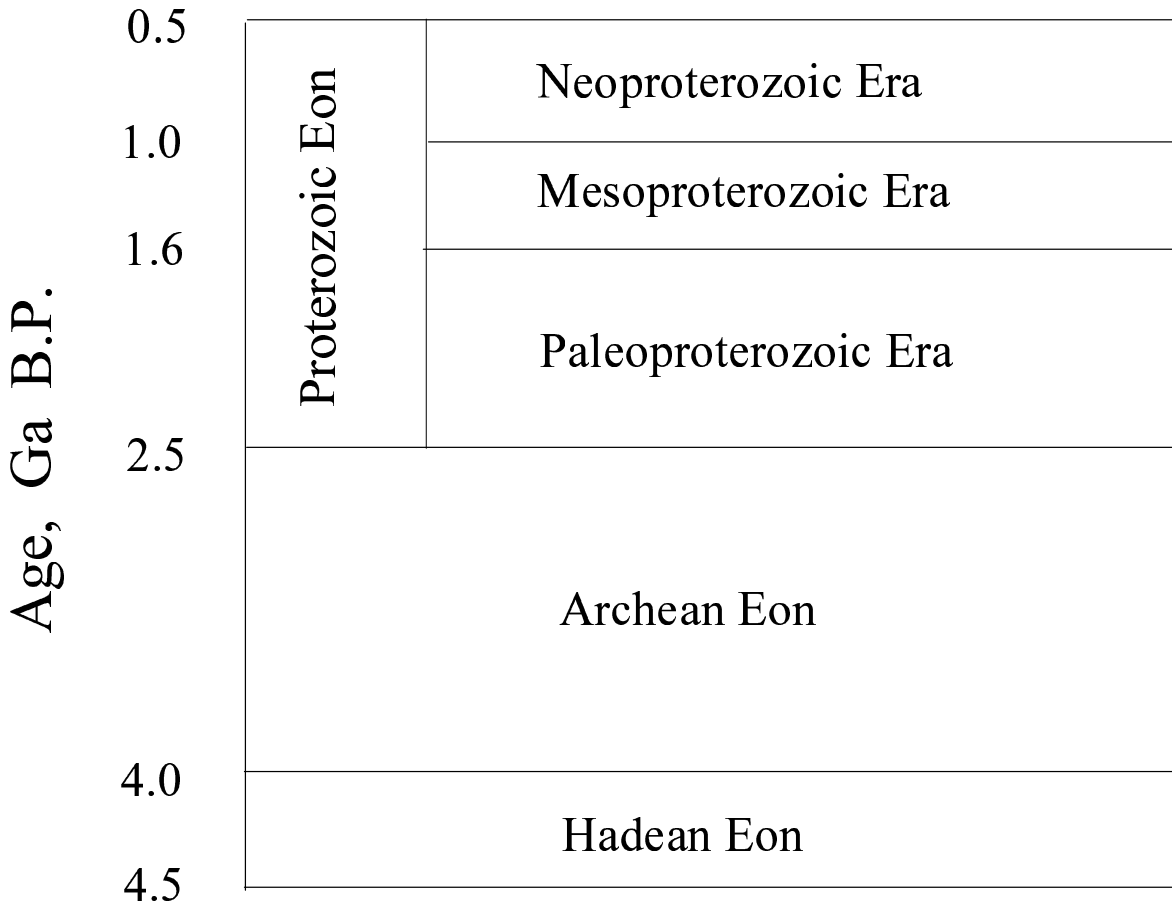 0.5
Neoproterozoic Era
1.0
Mesoproterozoic Era
1.6
Proterozoic Eon
Paleoproterozoic Era
2.5
Age, Ga B.P.
Archean Eon
4.0
Hadean Eon
4.5